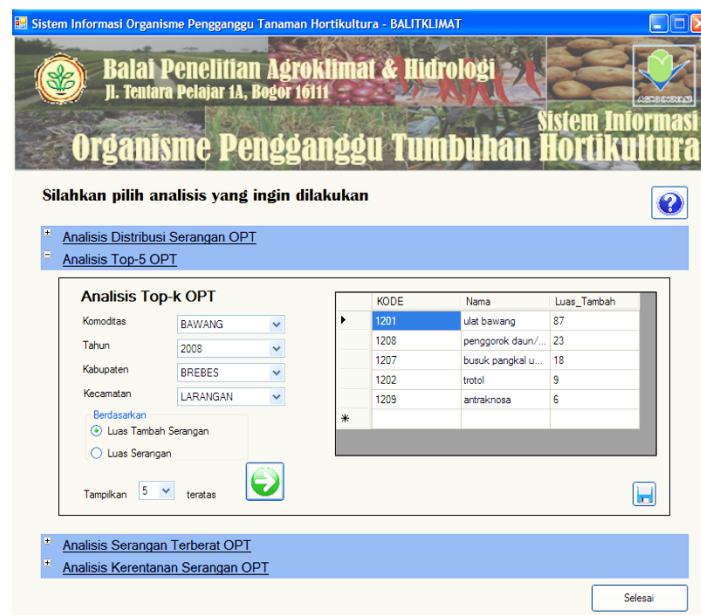 Sistem Informasi Organisme Pengganggu Tanaman Hortikultura - BALITKLIMAT
Balai Penelitian Agroklimat & Hidrologi
Jl. Tentara Pelajar 1A, Bogor 16111
AGRO INOVASI
Sistem Informasi
Organisme Pengganggu Tumbuhan Hortikultura
Silahkan pilih analisis yang ingin dilakukan
Analisis Distribusi Serangan OPT
Analisis Top-5 OPT
Analisis Top-k OPT
Komoditas BAWANG
Tahun 2008
Kabupaten BREBES
Kecamatan LARANGAN
Berdasarkan
Luas Tambah Serangan
Luas Serangan
Tampilkan 5 teratas
KODE Nama Luas_Tambah
1201 ulat bawang 87
1208 penggorok daun/... 23
1207 busuk pangkal u... 18
1202 trotol 9
1209 antraknosa 6
Analisis Serangan Terberat OPT
Analisis Kerentanan Serangan OPT
Selesai